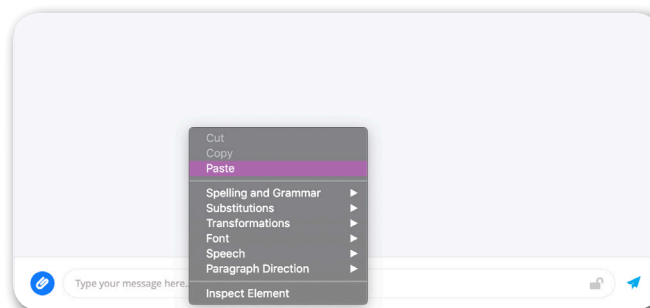 Cut
Copy
Paste
Spelling and Grammar
Substitutions
Transformations
Font
Speech
Paragraph Direction
Type your message here..
Inspect Element